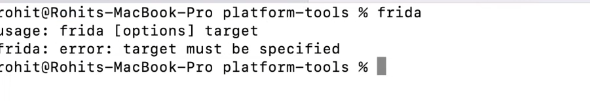 rohit@Rohits-MacBook-Pro platform-tools % frida
usage: frida [options] target
frida: error: target must be specified
rohit@Rohits-MacBook-Pro platform-tools %